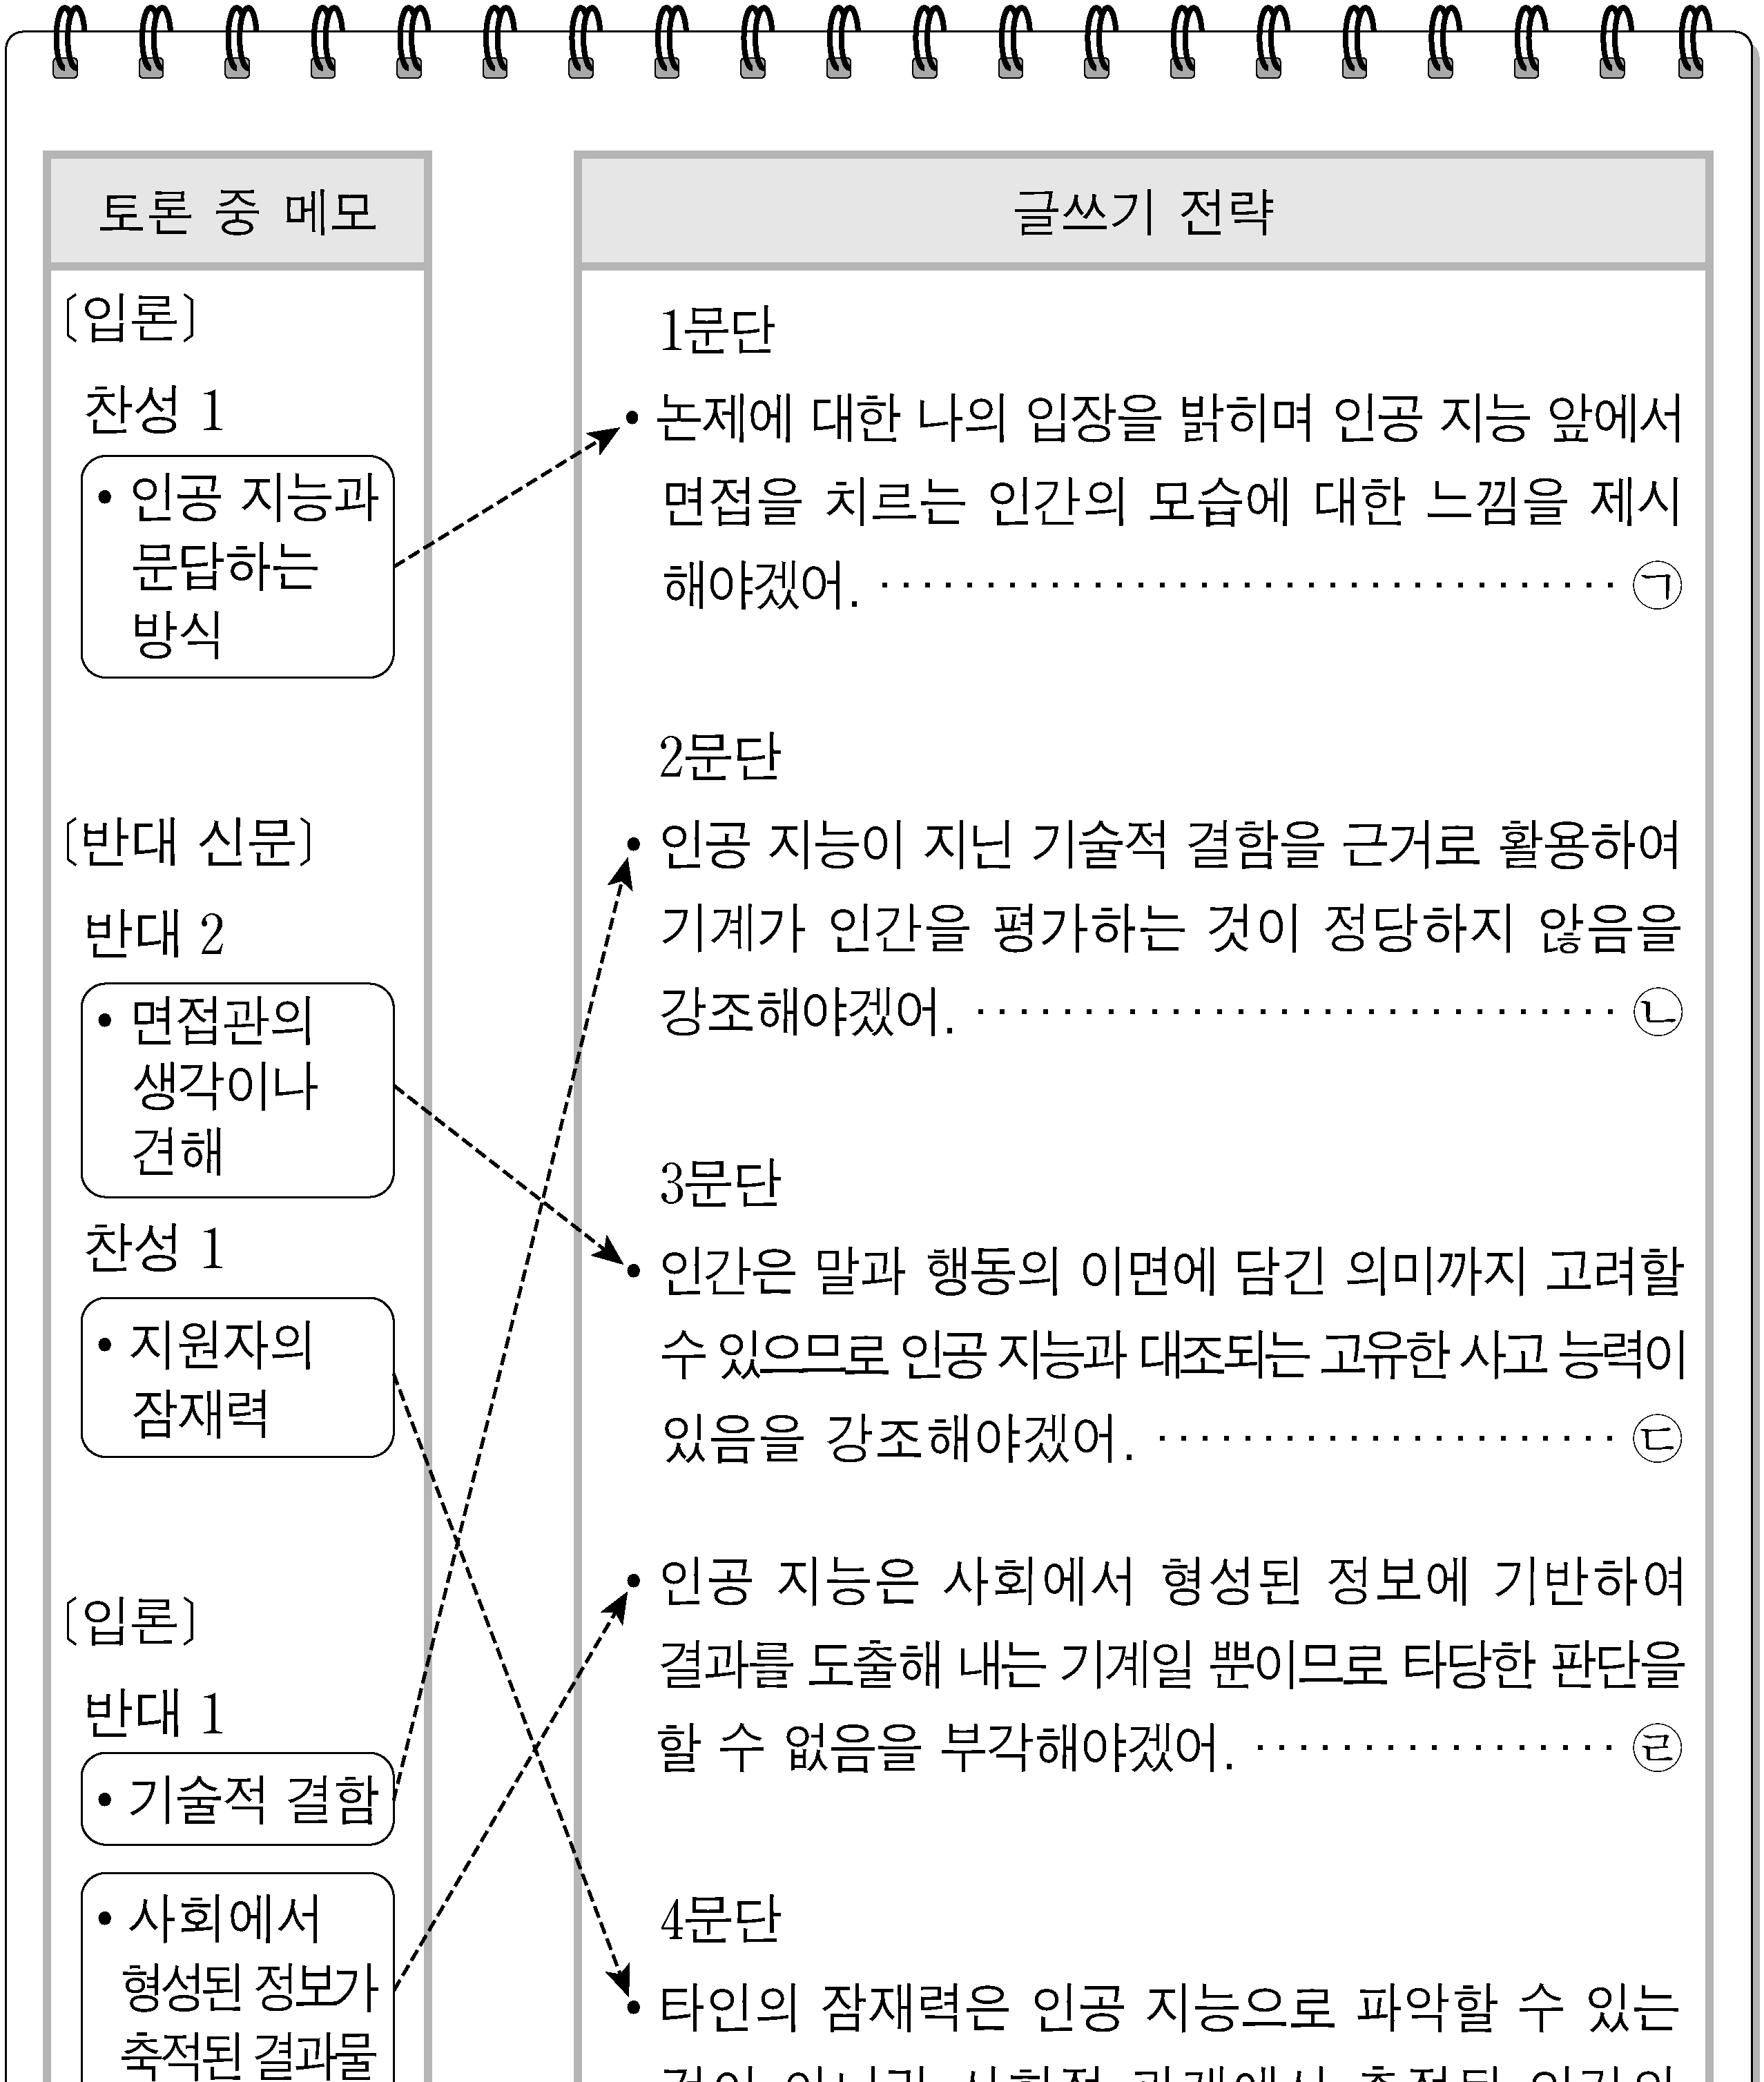 토론 중 메모
〔입론〕
찬성 1
• 인공 지능과
문답하는
방식
〔반대 신문〕
반대 2
• 면접관의
생각이나
견해
찬성 1
• 지원자의
잠재력
〔입론〕
반대 1
• 기술적 결함
• 사회에서
형성된 정보가
축적된 결과물
글쓰기 전략
1문단
• 논제에 대한 나의 입장을 밝히며 인공 지능 앞에서
면접을 치르는 인간의 모습에 대한 느낌을 제시
해야겠어. ㉠
2문단
• 인공 지능이 지닌 기술적 결함을 근거로 활용하여
기계가 인간을 평가하는 것이 정당하지 않음을
강조해야겠어. ㉡
3문단
• 인간은 말과 행동의 이면에 담긴 의미까지 고려할
수 있으므로 인공 지능과 대조되는 고유한 사고 능력이
있음을 강조해야겠어. ㉢
• 인공 지능은 사회에서 형성된 정보에 기반하여
결과를 도출해 내는 기계일 뿐이므로 타당한 판단을
할 수 없음을 부각해야겠어. ㉣
4문단
• 타인의 잠재력은 인공 지능으로 파악할 수 있는